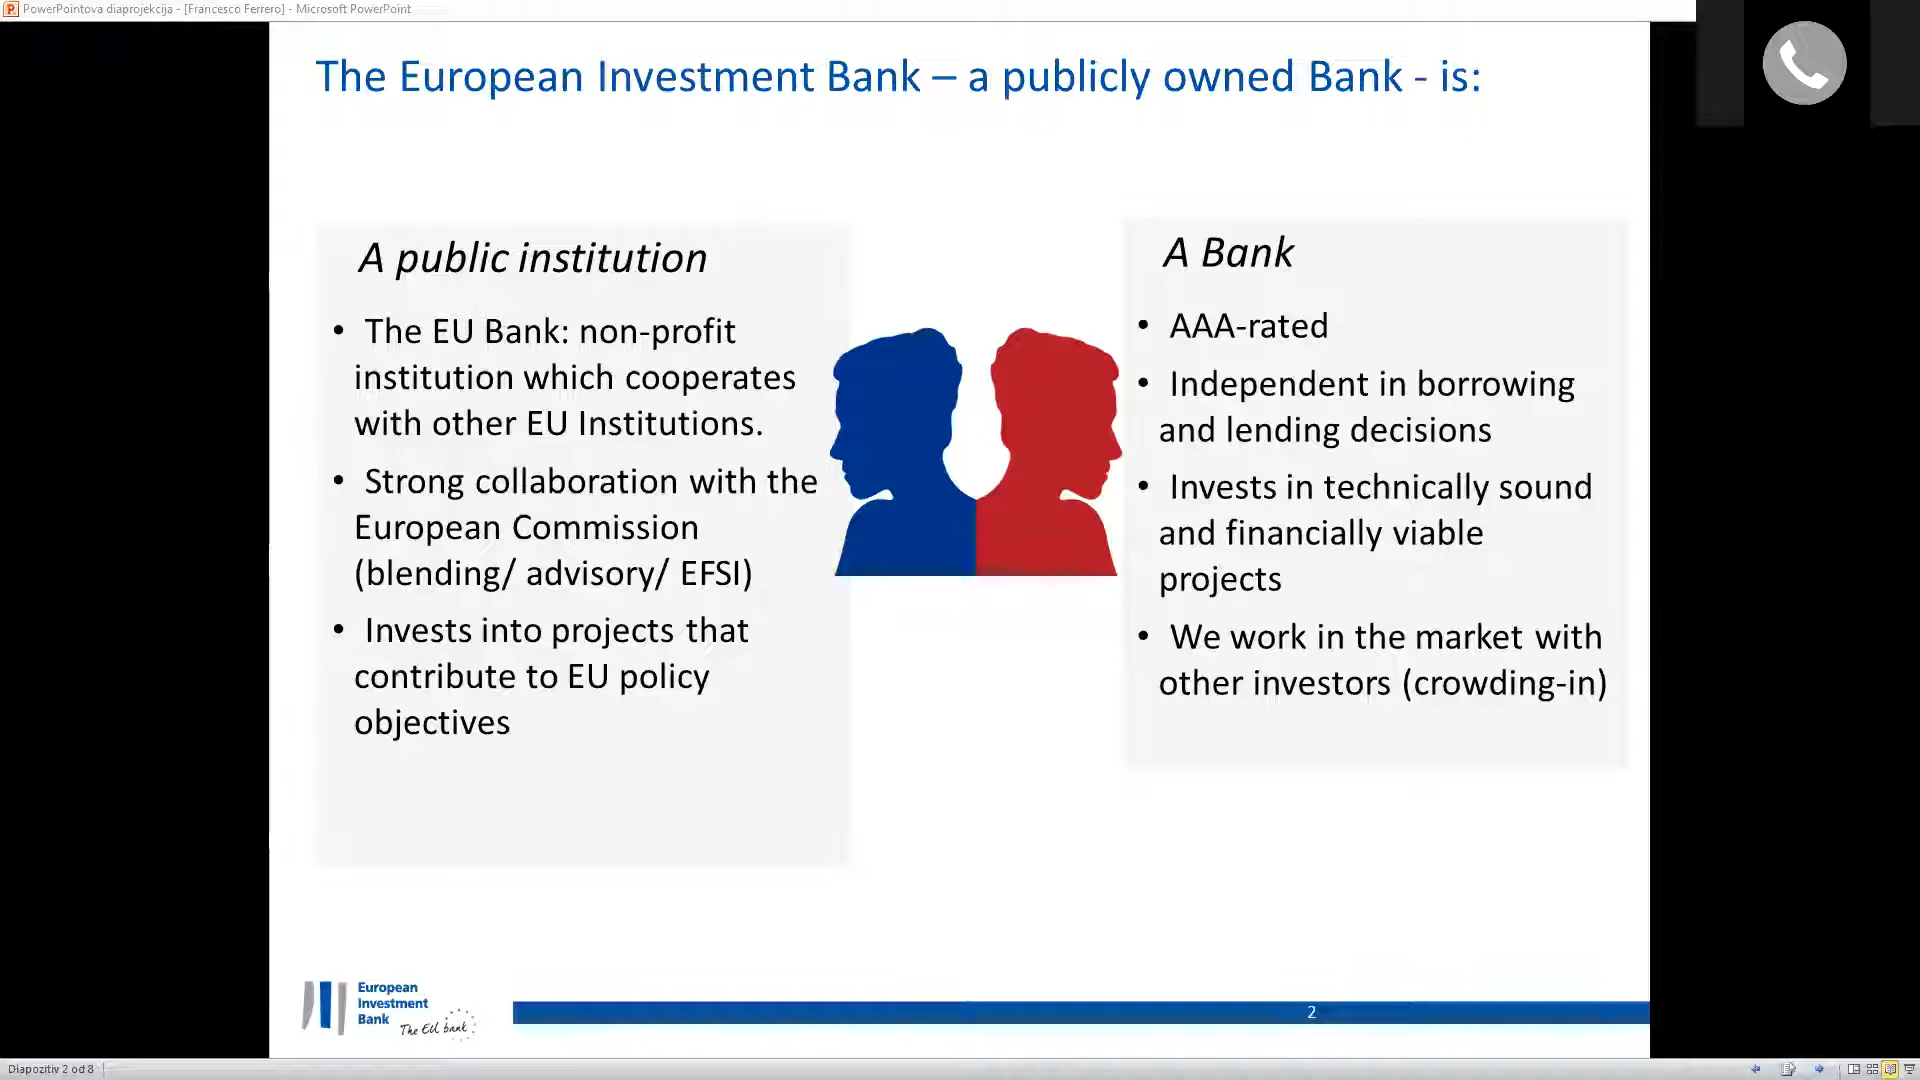 PowerPointova diaprojekcija - [Francesco Ferrero] - Microsoft PowerPoint
The European Investment Bank – a publicly owned Bank - is:
A public institution
• The EU Bank: non-profit
institution which cooperates
with other EU Institutions.
• Strong collaboration with the
European Commission
(blending/ advisory/ EFSI)
• Invests into projects that
contribute to EU policy
objectives
A Bank
• AAA-rated
• Independent in borrowing
and lending decisions
• Invests in technically sound
and financially viable
projects
• We work in the market with
other investors (crowding-in)
European
Investment
Bank
The EU bank
2
Diapozitiv 2 od 8